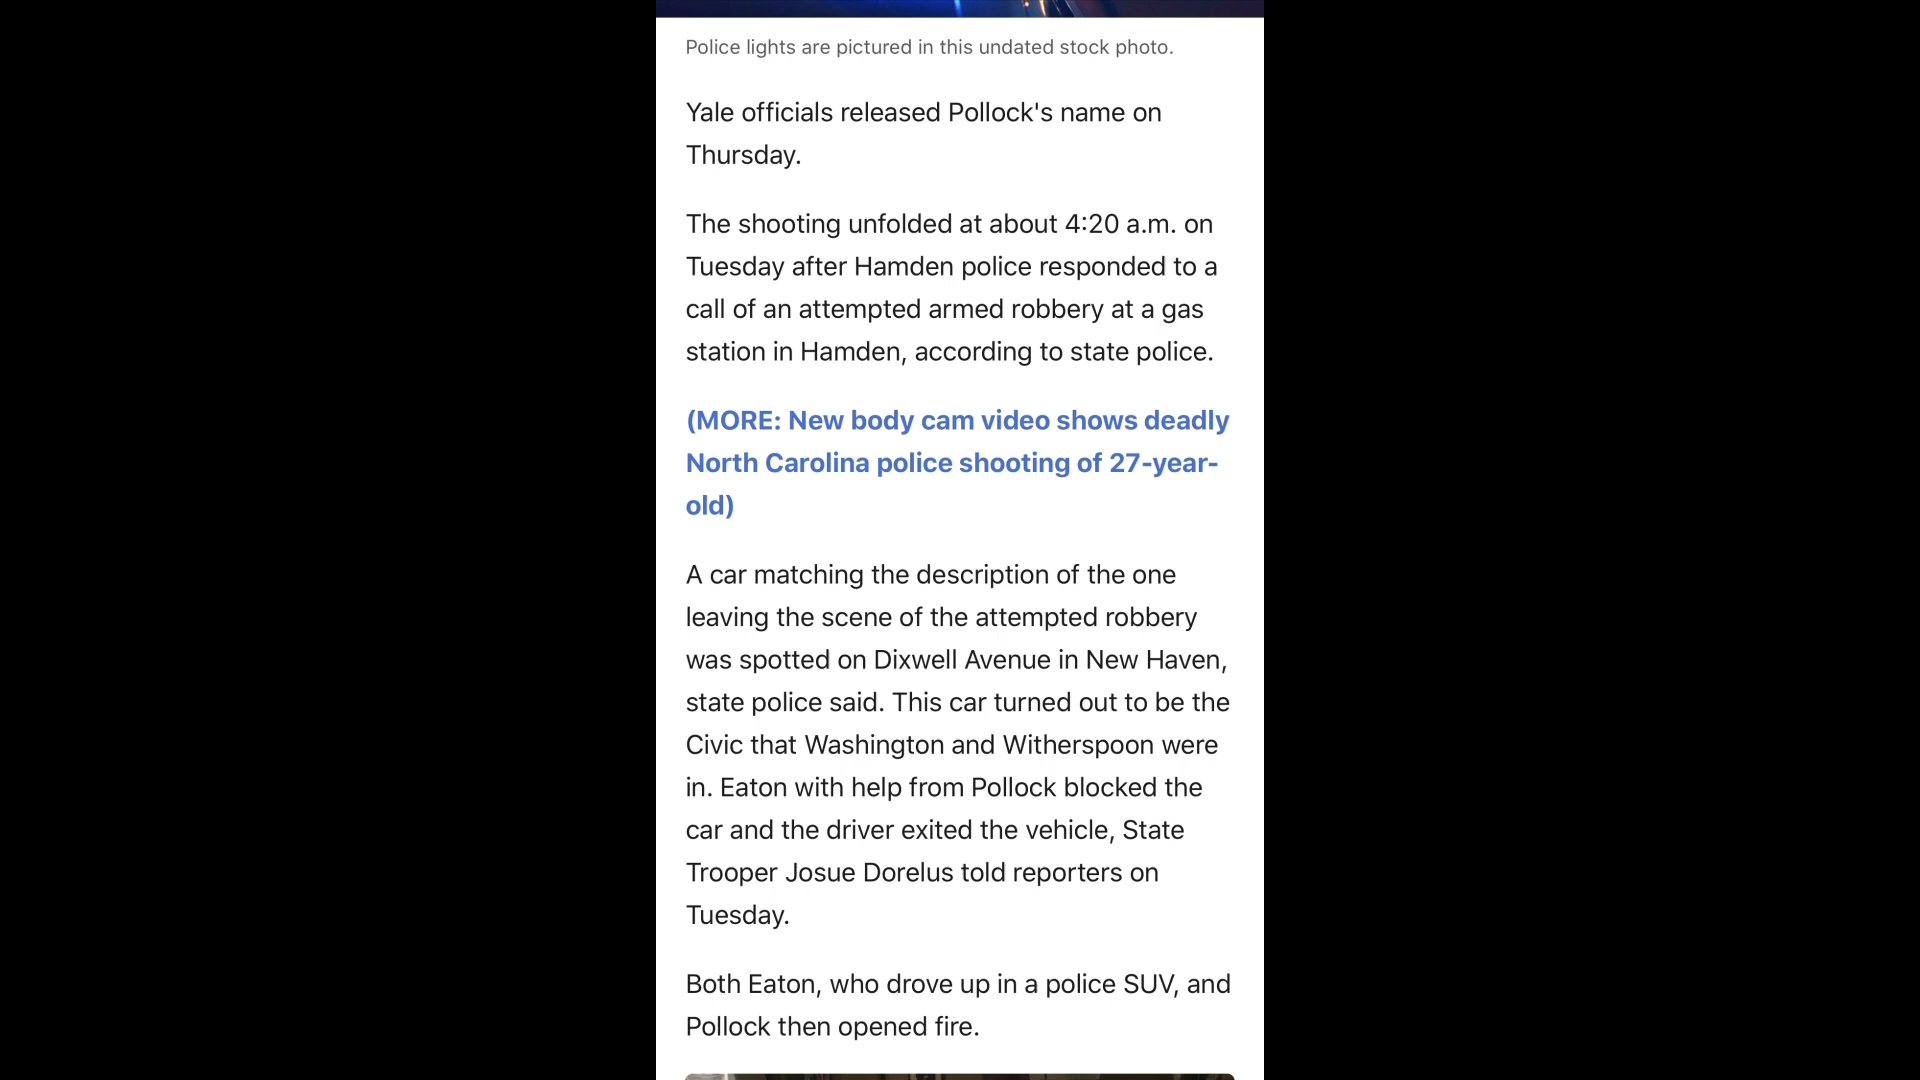 Police lights are pictured in this undated stock photo.
Yale officials released Pollock's name on
Thursday.
The shooting unfolded at about 4:20 a.m. on
Tuesday after Hamden police responded to a
call of an attempted armed robbery at a gas
station in Hamden, according to state police.
(MORE: New body cam video shows deadly
North Carolina police shooting of 27-year-
old)
A car matching the description of the one
leaving the scene of the attempted robbery
was spotted on Dixwell Avenue in New Haven,
state police said. This car turned out to be the
Civic that Washington and Witherspoon were
in. Eaton with help from Pollock blocked the
car and the driver exited the vehicle, State
Trooper Josue Dorelus told reporters on
Tuesday.
Both Eaton, who drove up in a police SUV, and
Pollock then opened fire.